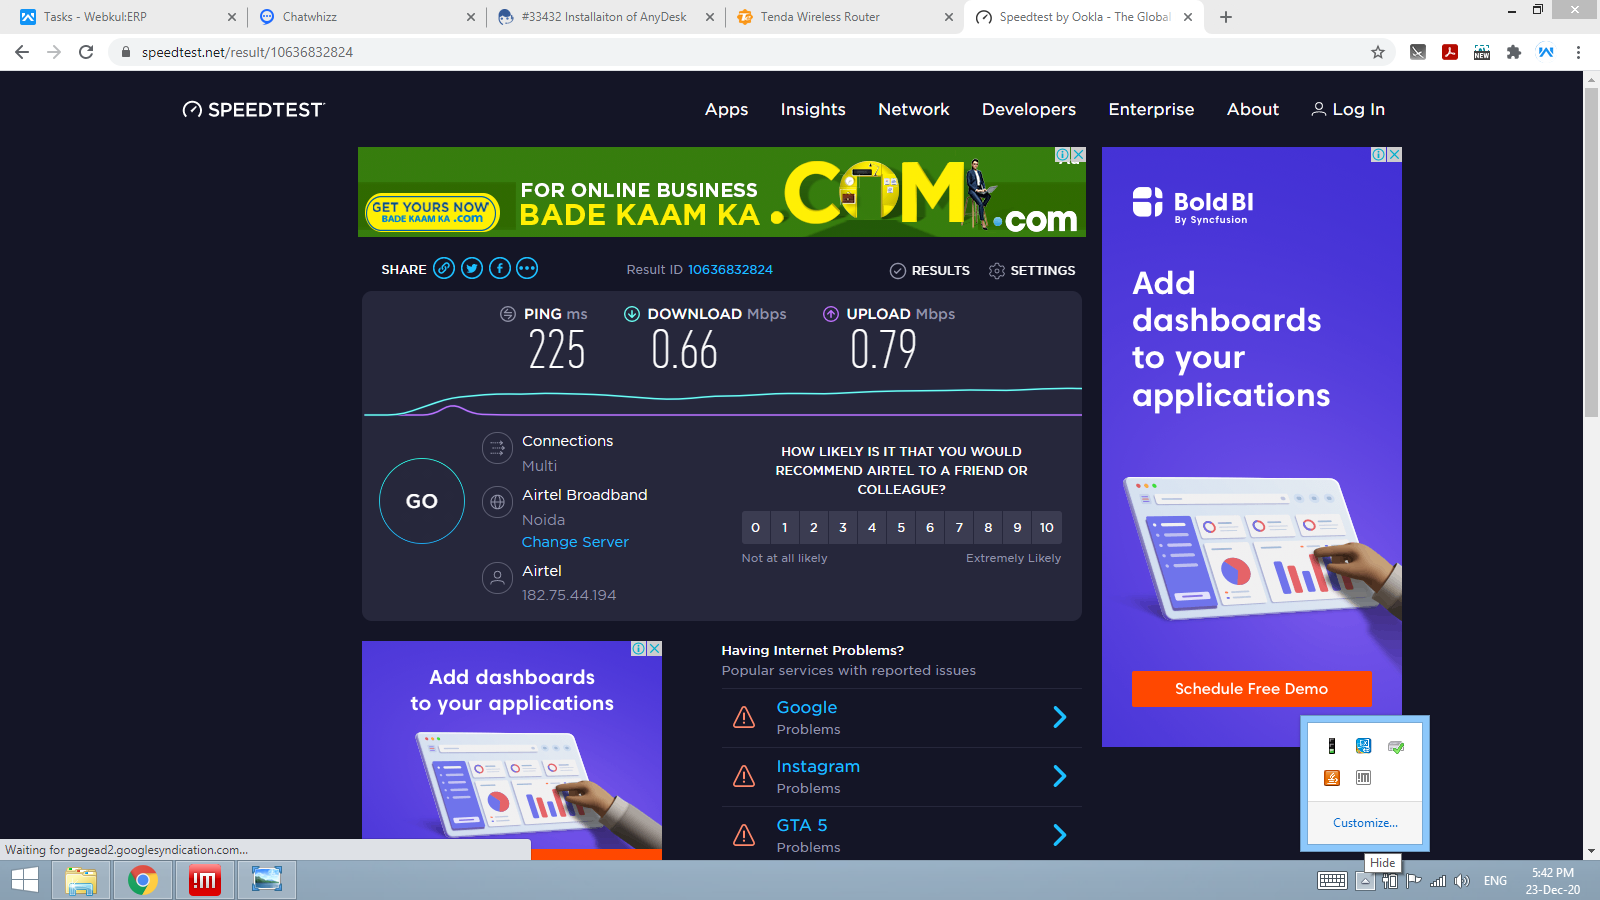 Tasks - Webkul:ERP
Chatwhizz
#33432 Installaiton of AnyDesk
Tenda Wireless Router
Speedtest by Ookla - The Global
speedtest.net/result/10636832824
NEW
SPEEDTEST
Apps
Insights
Network
Developers
Enterprise
About
Log In
GET YOURS NOW
BADE KAAM KA .com
FOR ONLINE BUSINESS
BADE KAAM KA
.COM
.com
SHARE
Result ID 10636832824
RESULTS
SETTINGS
PING ms
225
DOWNLOAD Mbps
0.66
UPLOAD Mbps
0.79
GO
Connections
Multi
Airtel Broadband
Noida
Change Server
Airtel
182.75.44.194
HOW LIKELY IS IT THAT YOU WOULD
RECOMMEND AIRTEL TO A FRIEND OR
COLLEAGUE?
0 1 2 3 4 5 6 7 8 9 10
Not at all likely
Extremely Likely
Bold BI
By Syncfusion
Add
dashboards
to your
applications
Schedule Free Demo
Add dashboards
to your applications
Having Internet Problems?
Popular services with reported issues
Google
Problems
Instagram
Problems
GTA 5
Problems
!M
Customize...
Hide
Waiting for pagead2.googlesyndication.com...
!M
ENG
5:42 PM
23-Dec-20